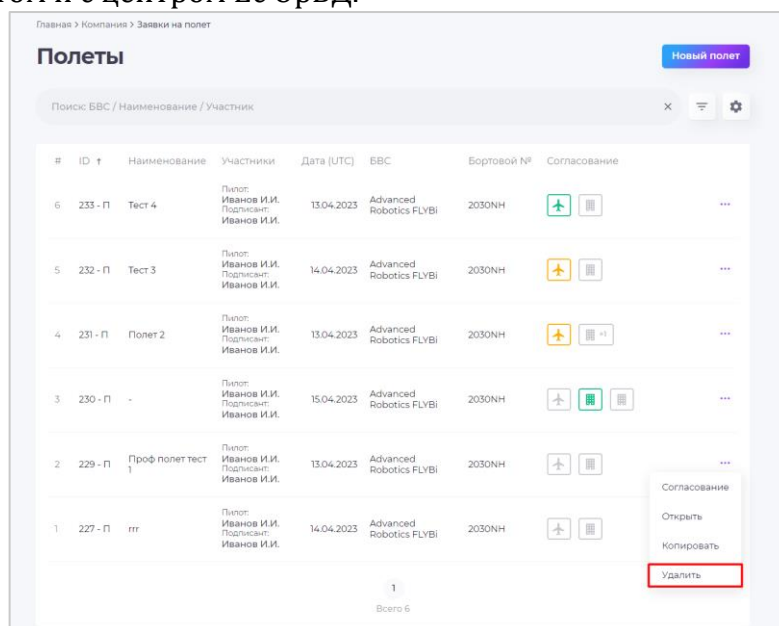 Главная > Компания > Заявки на полет
Полеты
Новый полет
Поиск: БВС / Наименование / Участник
# ID ↑ Наименование Участники Дата (UTC) БВС Бортовой № Согласование
6 233 - П Тест 4 Пилот: Иванов И.И. Подписант: Иванов И.И. 13.04.2023 Advanced Robotics FLYBi 2030NH
5 232 - П Тест 3 Пилот: Иванов И.И. Подписант: Иванов И.И. 14.04.2023 Advanced Robotics FLYBi 2030NH
4 231 - П Полет 2 Пилот: Иванов И.И. Подписант: Иванов И.И. 13.04.2023 Advanced Robotics FLYBi 2030NH +1
3 230 - П - Пилот: Иванов И.И. Подписант: Иванов И.И. 15.04.2023 Advanced Robotics FLYBi 2030NH
2 229 - П Проф полет тест 1 Пилот: Иванов И.И. Подписант: Иванов И.И. 13.04.2023 Advanced Robotics FLYBi 2030NH
1 227 - П rrr Пилот: Иванов И.И. Подписант: Иванов И.И. 14.04.2023 Advanced Robotics FLYBi 2030NH
Согласование
Открыть
Копировать
Удалить
1
Всего 6